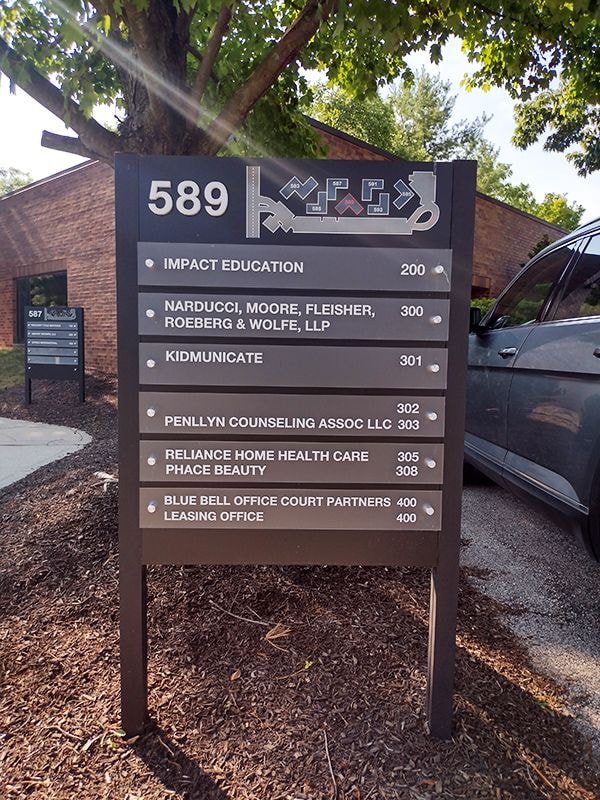 589
583 587 591 595
585 589 593
IMPACT EDUCATION 200
NARDUCCI, MOORE, FLEISHER, 300
ROEBERG & WOLFE, LLP
KIDMUNICATE 301
302
PENLLYN COUNSELING ASSOC LLC 303
RELIANCE HOME HEALTH CARE 305
PHACE BEAUTY 308
BLUE BELL OFFICE COURT PARTNERS 400
LEASING OFFICE 400
587